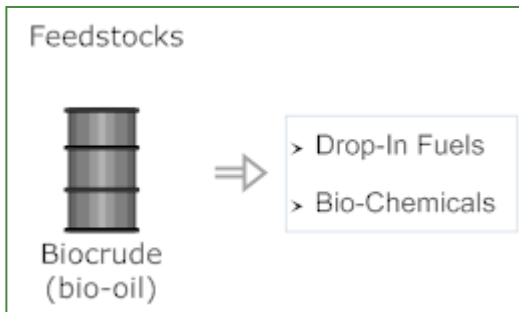 Feedstocks
Biocrude
(bio-oil)
➢ Drop-In Fuels
➢ Bio-Chemicals